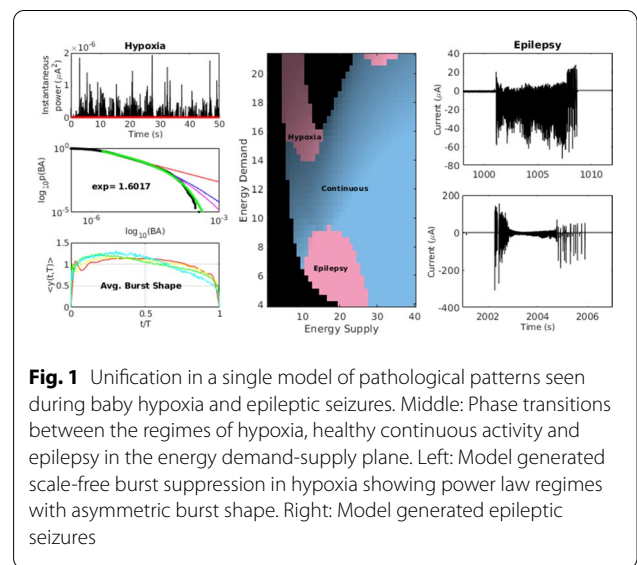 Hypoxia
×10⁻⁶
Instantaneous
power (μA²)
2
1
0
0 10 20 30 40 50
Time (s)
log₁₀p(BA)
10⁰
10⁻⁵
exp= 1.6017
10⁻⁶ 10⁻³
log₁₀(BA)
<y(t,T)>
1.5
1
0.5
0
Avg. Burst Shape
0 0.5 1
t/T
Energy Demand
20
18
16
14
12
10
8
6
4
Hypoxia
Continuous
Epilepsy
10 20 30 40
Energy Supply
Epilepsy
Current (μA)
40
20
0
-20
-40
-60
-80
1000 1005 1010
Current (μA)
200
0
-200
-400
2002 2004 2006
Time (s)
Fig. 1 Unification in a single model of pathological patterns seen
during baby hypoxia and epileptic seizures. Middle: Phase transitions
between the regimes of hypoxia, healthy continuous activity and
epilepsy in the energy demand-supply plane. Left: Model generated
scale-free burst suppression in hypoxia showing power law regimes
with asymmetric burst shape. Right: Model generated epileptic
seizures